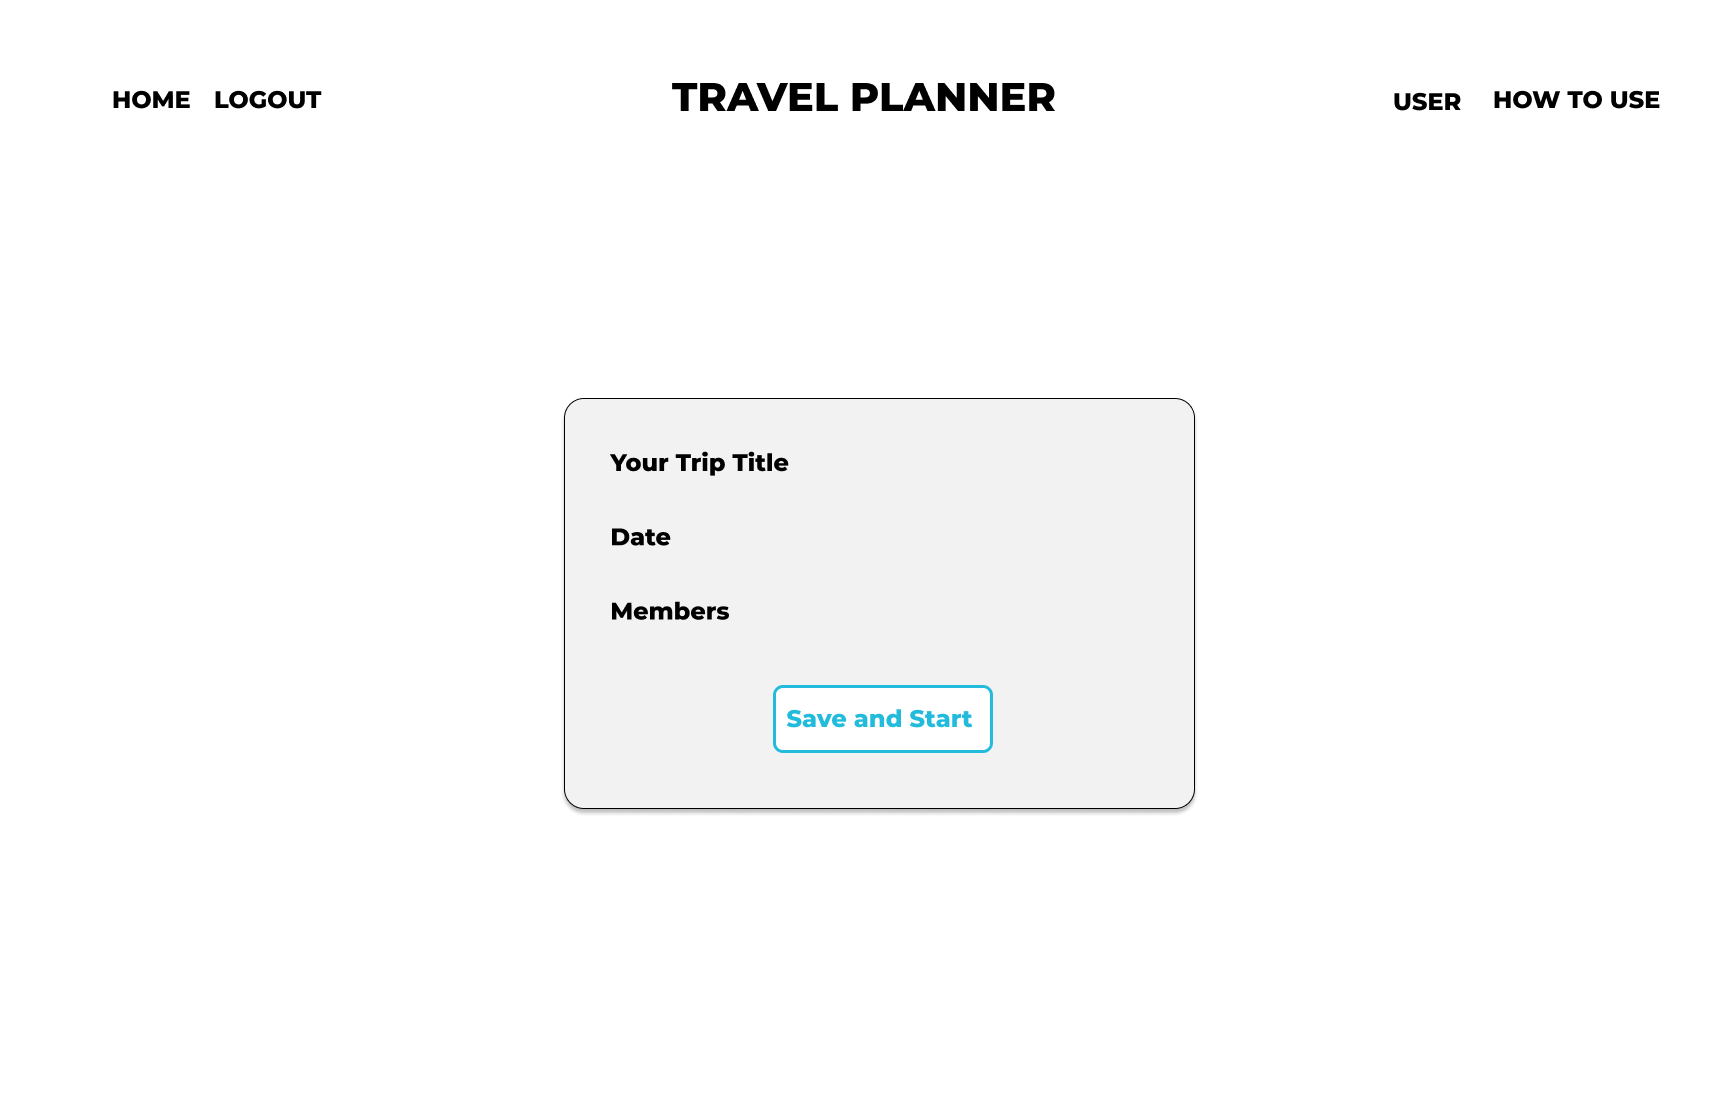 HOME LOGOUT TRAVEL PLANNER USER HOW TO USE
Your Trip Title
Date
Members
Save and Start